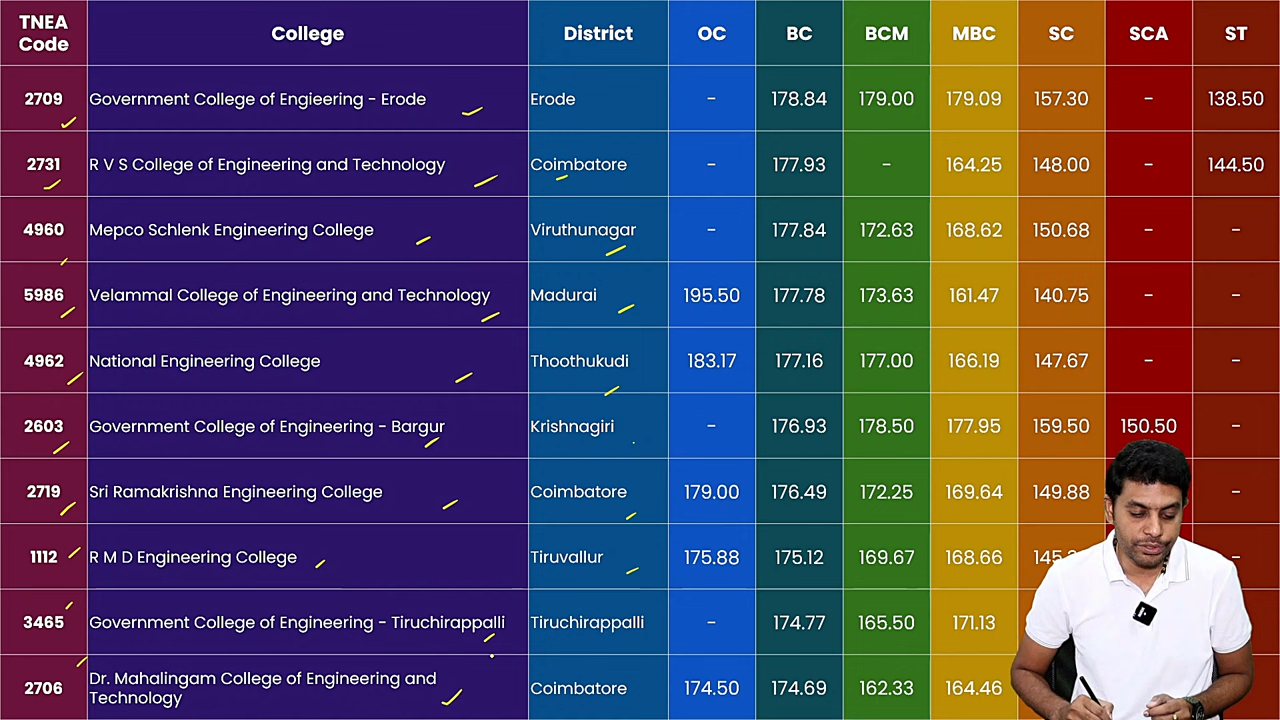 TNEA Code College District OC BC BCM MBC SC SCA ST
2709 Government College of Engieering - Erode Erode - 178.84 179.00 179.09 157.30 - 138.50
2731 R V S College of Engineering and Technology Coimbatore - 177.93 - 164.25 148.00 - 144.50
4960 Mepco Schlenk Engineering College Viruthunagar - 177.84 172.63 168.62 150.68 - -
5986 Velammal College of Engineering and Technology Madurai 195.50 177.78 173.63 161.47 140.75 - -
4962 National Engineering College Thoothukudi 183.17 177.16 177.00 166.19 147.67 - -
2603 Government College of Engineering - Bargur Krishnagiri - 176.93 178.50 177.95 159.50 150.50 -
2719 Sri Ramakrishna Engineering College Coimbatore 179.00 176.49 172.25 169.64 149.88 -
1112 R M D Engineering College Tiruvallur 175.88 175.12 169.67 168.66 -
3465 Government College of Engineering - Tiruchirappalli Tiruchirappalli - 174.77 165.50 171.13
2706 Dr. Mahalingam College of Engineering and Technology Coimbatore 174.50 174.69 162.33 164.46